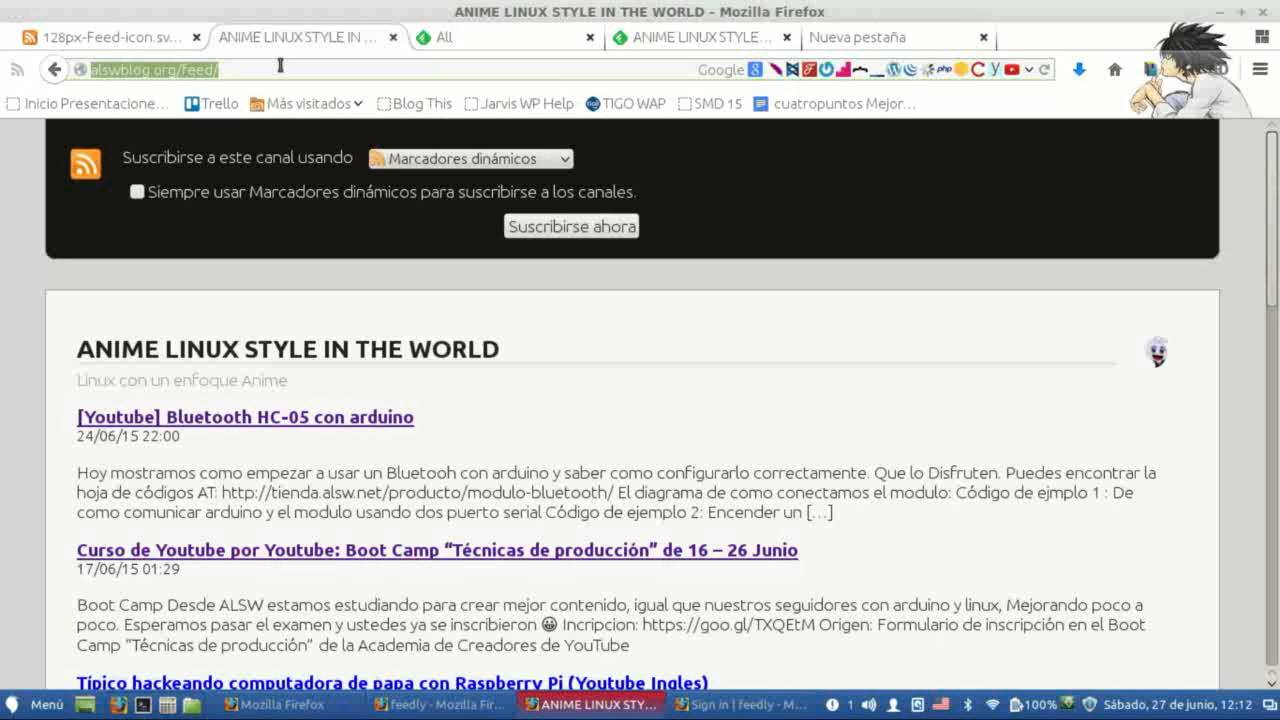 ANIME LINUX STYLE IN THE WORLD - Mozilla Firefox
128px-Feed-icon.sv...
ANIME LINUX STYLE IN ...
All
ANIME LINUX STYLE...
Nueva pestaña
alswblog.org/feed/
Google
php
Inicio Presentacione...
Trello
Más visitados
Blog This
Jarvis WP Help
TIGO WAP
SMD 15
cuatropuntos Mejor...
Suscribirse a este canal usando
Marcadores dinámicos
Siempre usar Marcadores dinámicos para suscribirse a los canales.
Suscribirse ahora
ANIME LINUX STYLE IN THE WORLD
Linux con un enfoque Anime
[Youtube] Bluetooth HC-05 con arduino
24/06/15 22:00
Hoy mostramos como empezar a usar un Bluetooh con arduino y saber como configurarlo correctamente. Que lo Disfruten. Puedes encontrar la
hoja de códigos AT: http://tienda.alsw.net/producto/modulo-bluetooth/ El diagrama de como conectamos el modulo: Código de ejmplo 1 : De
como comunicar arduino y el modulo usando dos puerto serial Código de ejemplo 2: Encender un [...]
Curso de Youtube por Youtube: Boot Camp “Técnicas de producción” de 16 – 26 Junio
17/06/15 01:29
Boot Camp Desde ALSW estamos estudiando para crear mejor contenido, igual que nuestros seguidores con arduino y linux, Mejorando poco a
poco. Esperamos pasar el examen y ustedes ya se inscribieron 😀 Incripcion: https://goo.gl/TXQEtM Origen: Formulario de inscripción en el Boot
Camp “Técnicas de producción” de la Academia de Creadores de YouTube
Típico hackeando computadora de papa con Raspberry Pi (Youtube Ingles)
Menú
Mozilla Firefox
feedly - Mozilla Fir...
ANIME LINUX STY...
Sign in | feedly - M...
1
100%
Sábado, 27 de junio, 12:12